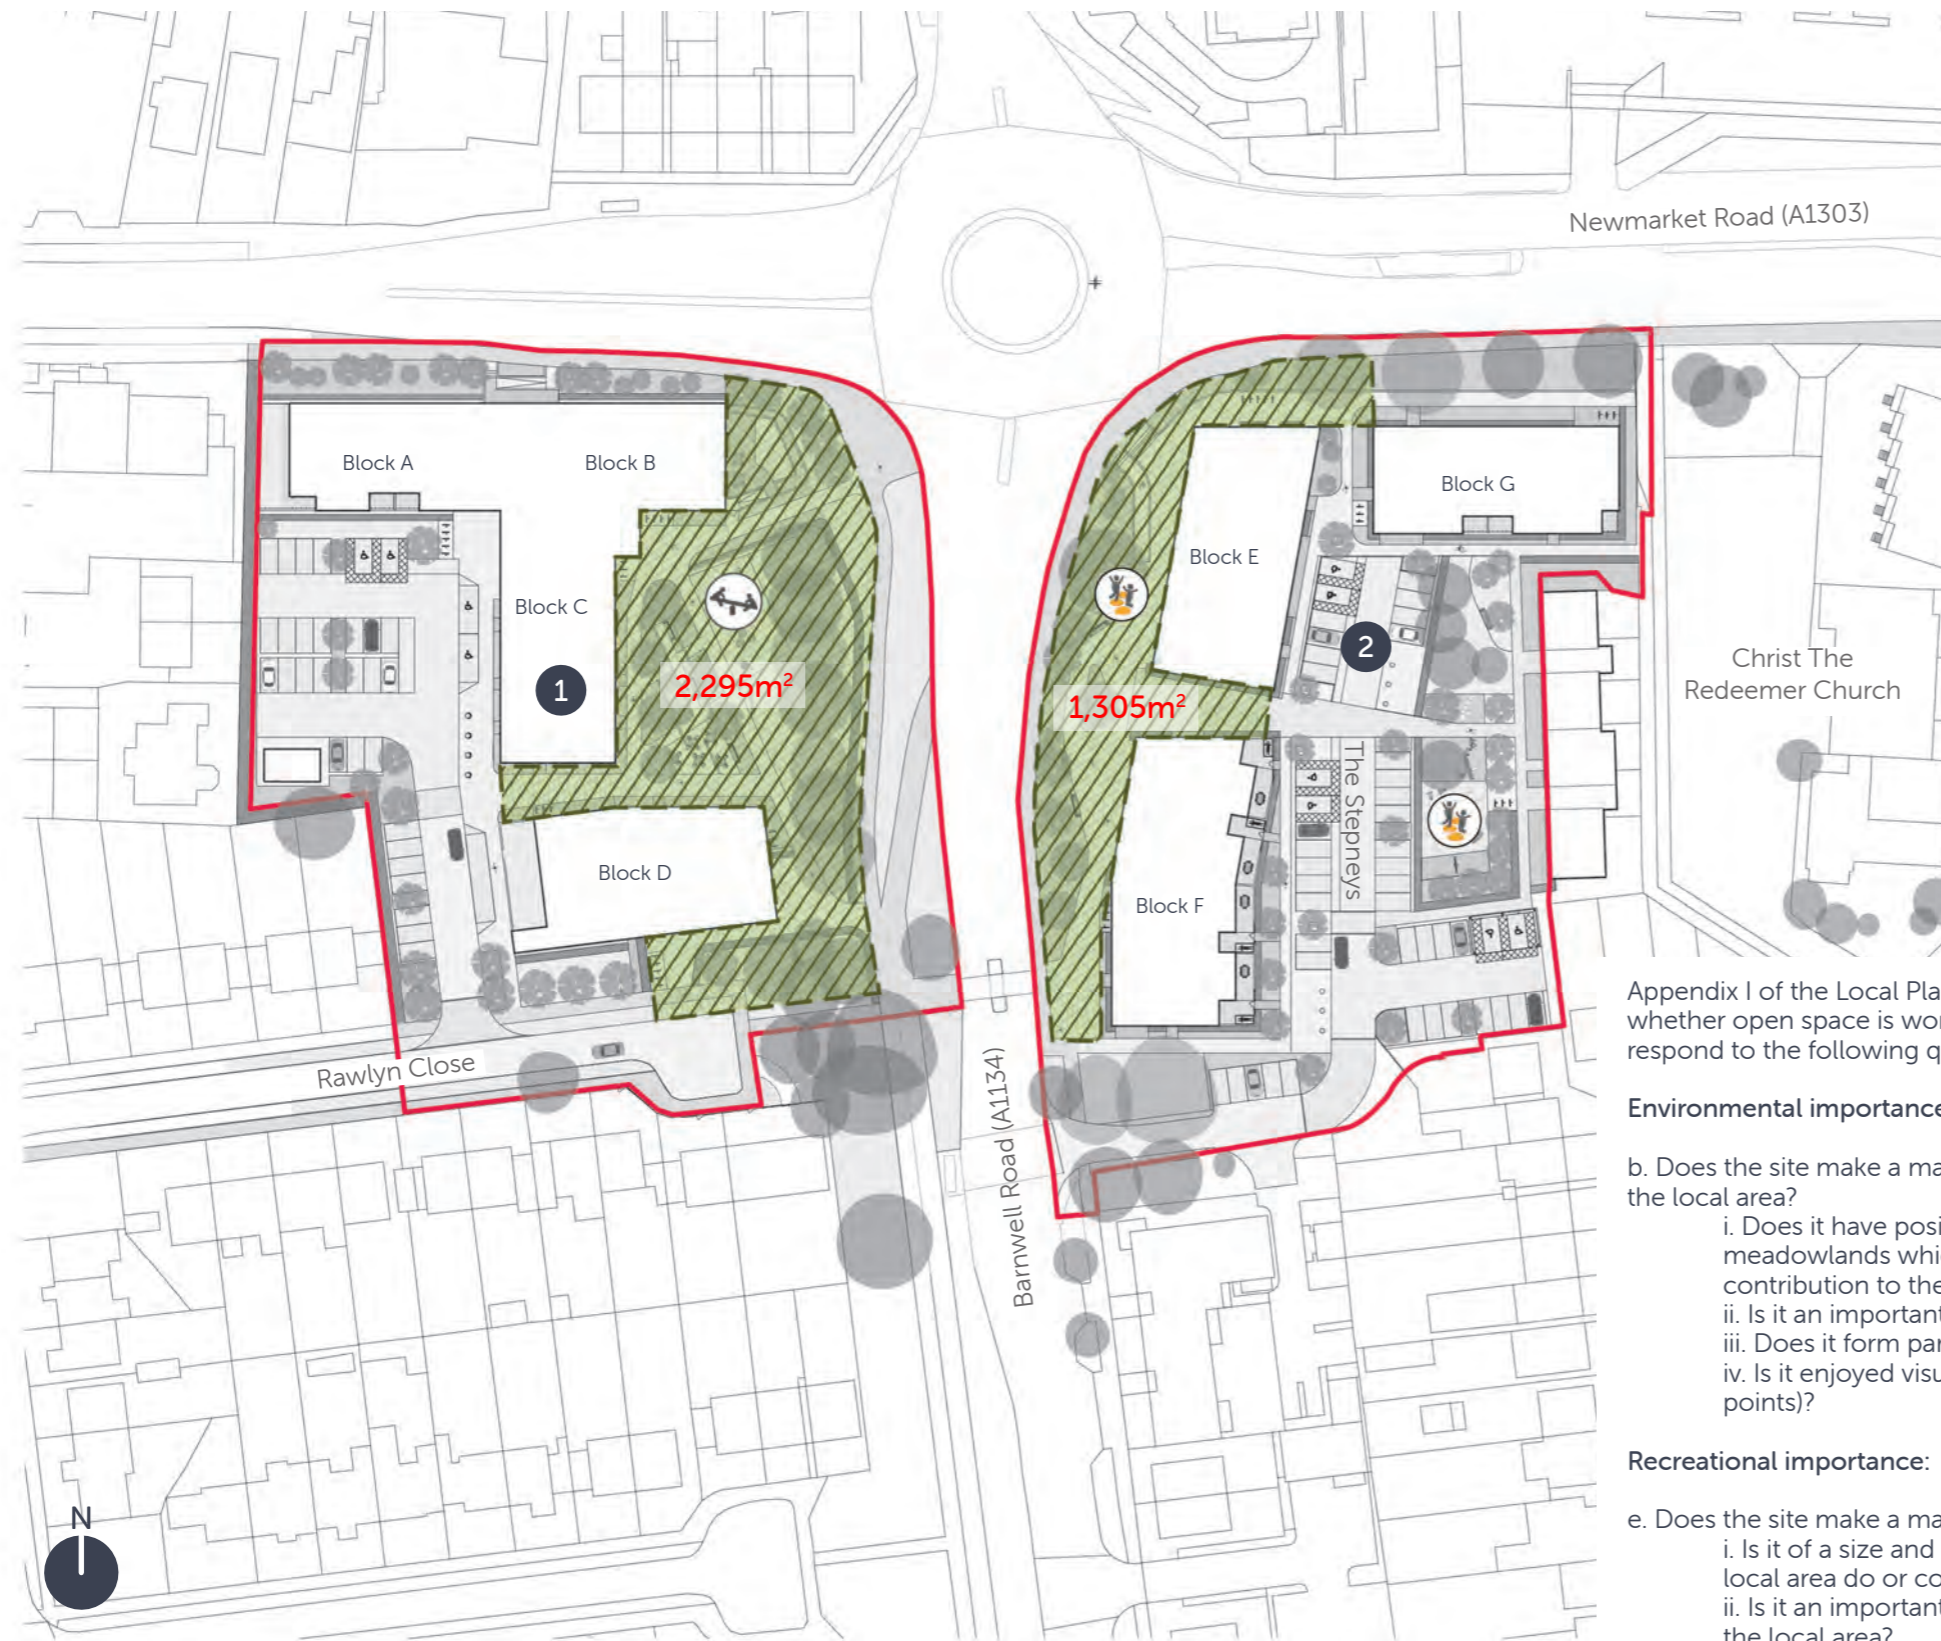 Newmarket Road (A1303)
Block A
Block B
Block C
1
2,295m²
Block D
Rawlyn Close
Block E
Block G
2
1,305m²
Block F
The Stepneys
Christ The
Redeemer Church
Barnwell Road (A1134)
N
Appendix I of the Local Pla
whether open space is wo
respond to the following q
Environmental importance
b. Does the site make a ma
the local area?
i. Does it have posi
meadowlands whi
contribution to the
ii. Is it an important
iii. Does it form par
iv. Is it enjoyed visu
points)?
Recreational importance:
e. Does the site make a ma
i. Is it of a size and
local area do or co
ii. Is it an important
the local area?